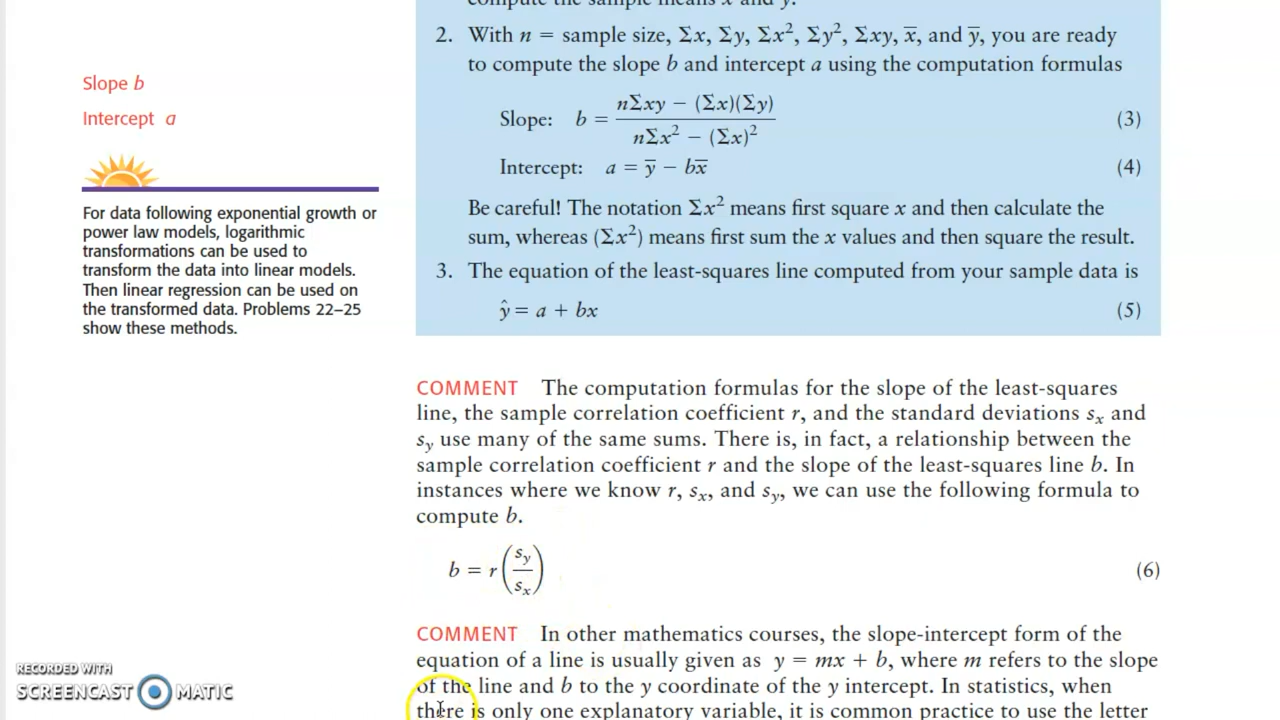 compute the sample means x and y.
2. With n = sample size, Σx, Σy, Σx², Σy², Σxy, x̅, and y̅, you are ready
to compute the slope b and intercept a using the computation formulas
Slope b
Slope: b = nΣxy − (Σx)(Σy) / nΣx² − (Σx)² (3)
Intercept a
Intercept: a = y̅ − bx̅ (4)
Be careful! The notation Σx² means first square x and then calculate the
sum, whereas (Σx²) means first sum the x values and then square the result.
3. The equation of the least-squares line computed from your sample data is
ŷ = a + bx (5)
For data following exponential growth or
power law models, logarithmic
transformations can be used to
transform the data into linear models.
Then linear regression can be used on
the transformed data. Problems 22–25
show these methods.
COMMENT The computation formulas for the slope of the least-squares
line, the sample correlation coefficient r, and the standard deviations sₓ and
s_y use many of the same sums. There is, in fact, a relationship between the
sample correlation coefficient r and the slope of the least-squares line b. In
instances where we know r, sₓ, and s_y, we can use the following formula to
compute b.
b = r(s_y / sₓ) (6)
COMMENT In other mathematics courses, the slope-intercept form of the
equation of a line is usually given as y = mx + b, where m refers to the slope
of the line and b to the y coordinate of the y intercept. In statistics, when
there is only one explanatory variable, it is common practice to use the letter
RECORDED WITH
SCREENCAST MATIC